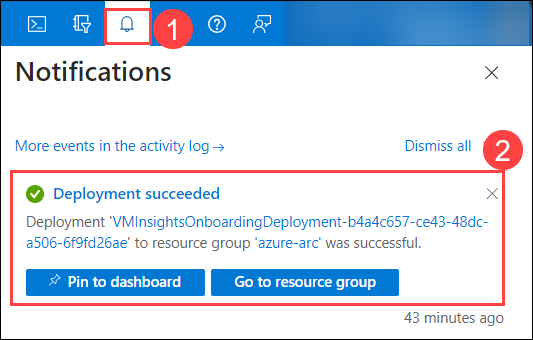 1
Notifications
More events in the activity log →
Dismiss all
2
Deployment succeeded
Deployment 'VMInsightsOnboardingDeployment-b4a4c657-ce43-48dc-
a506-6f9fd26ae' to resource group 'azure-arc' was successful.
Pin to dashboard
Go to resource group
43 minutes ago